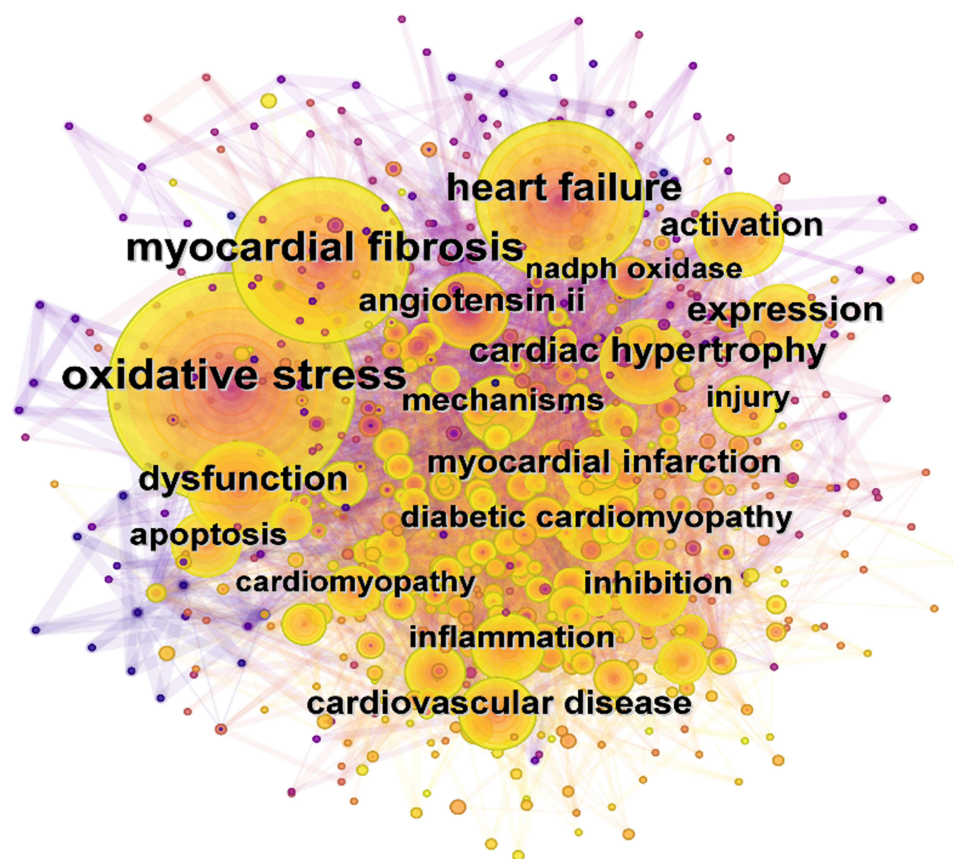 heart failure
activation
myocardial fibrosis
nadph oxidase
angiotensin ii
expression
cardiac hypertrophy
oxidative stress
mechanisms
injury
myocardial infarction
dysfunction
diabetic cardiomyopathy
apoptosis
cardiomyopathy
inhibition
inflammation
cardiovascular disease